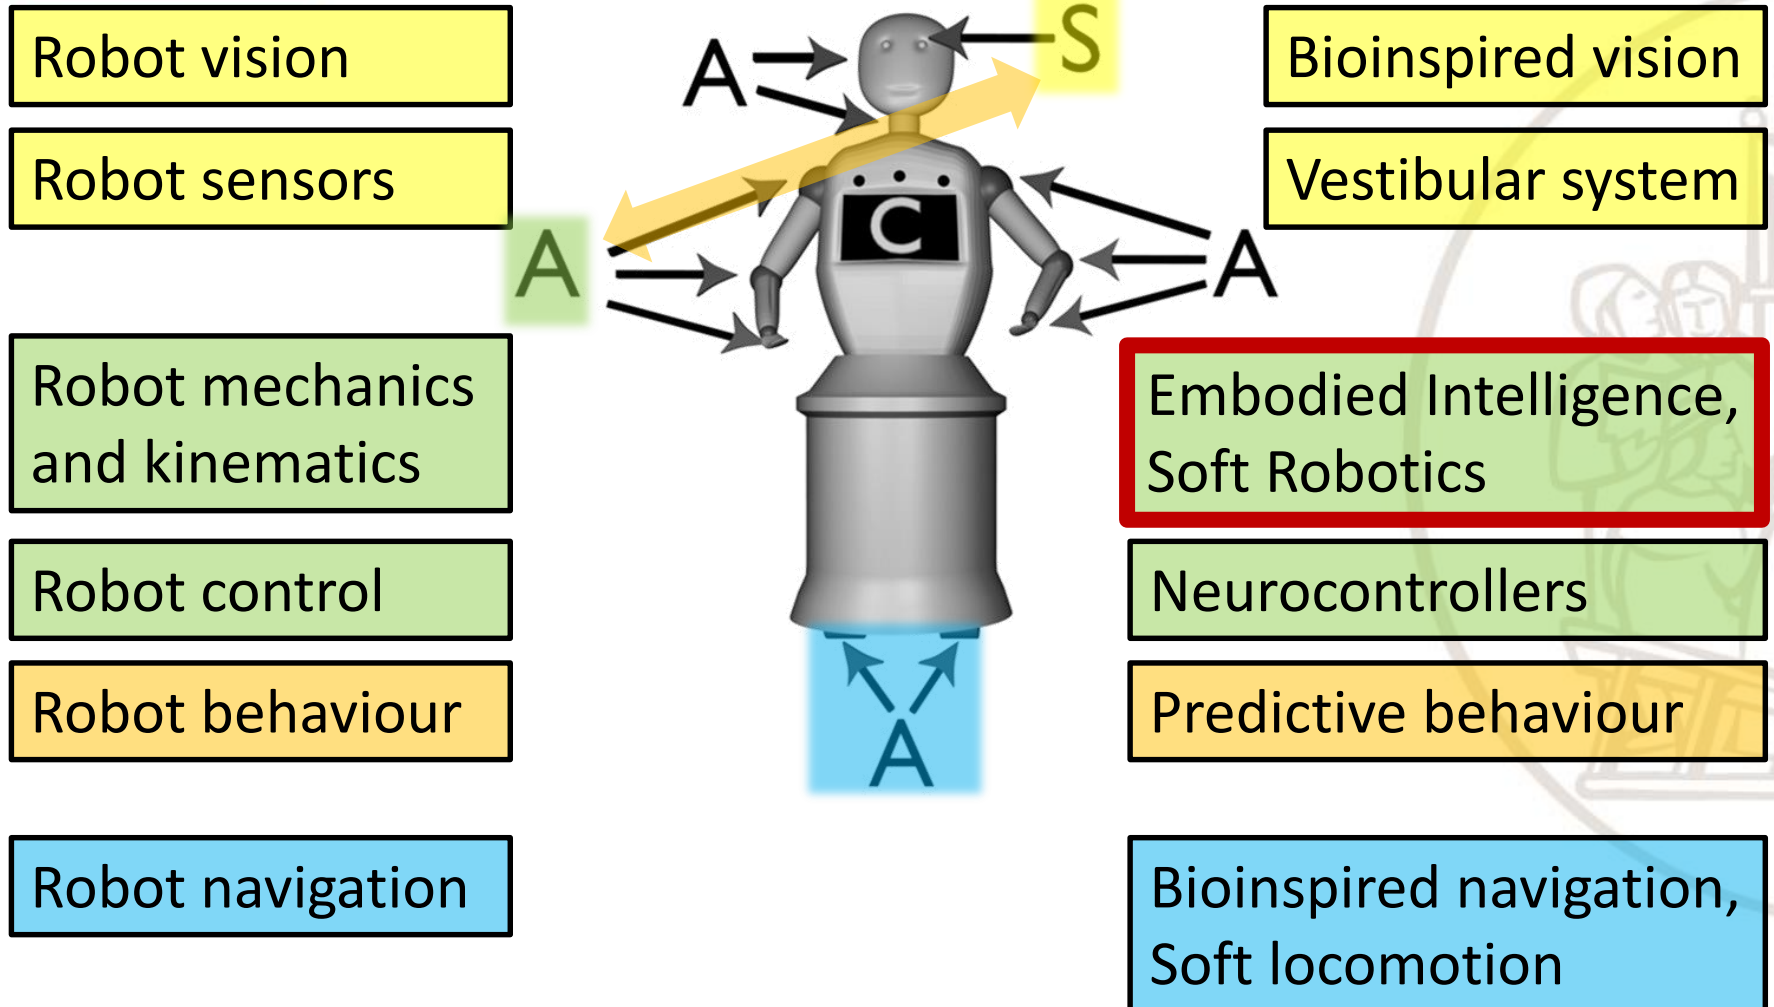 Robot vision
Robot sensors
Robot mechanics
and kinematics
Robot control
Robot behaviour
Robot navigation
A
S
A
C
A
A
Bioinspired vision
Vestibular system
Embodied Intelligence,
Soft Robotics
Neurocontrollers
Predictive behaviour
Bioinspired navigation,
Soft locomotion